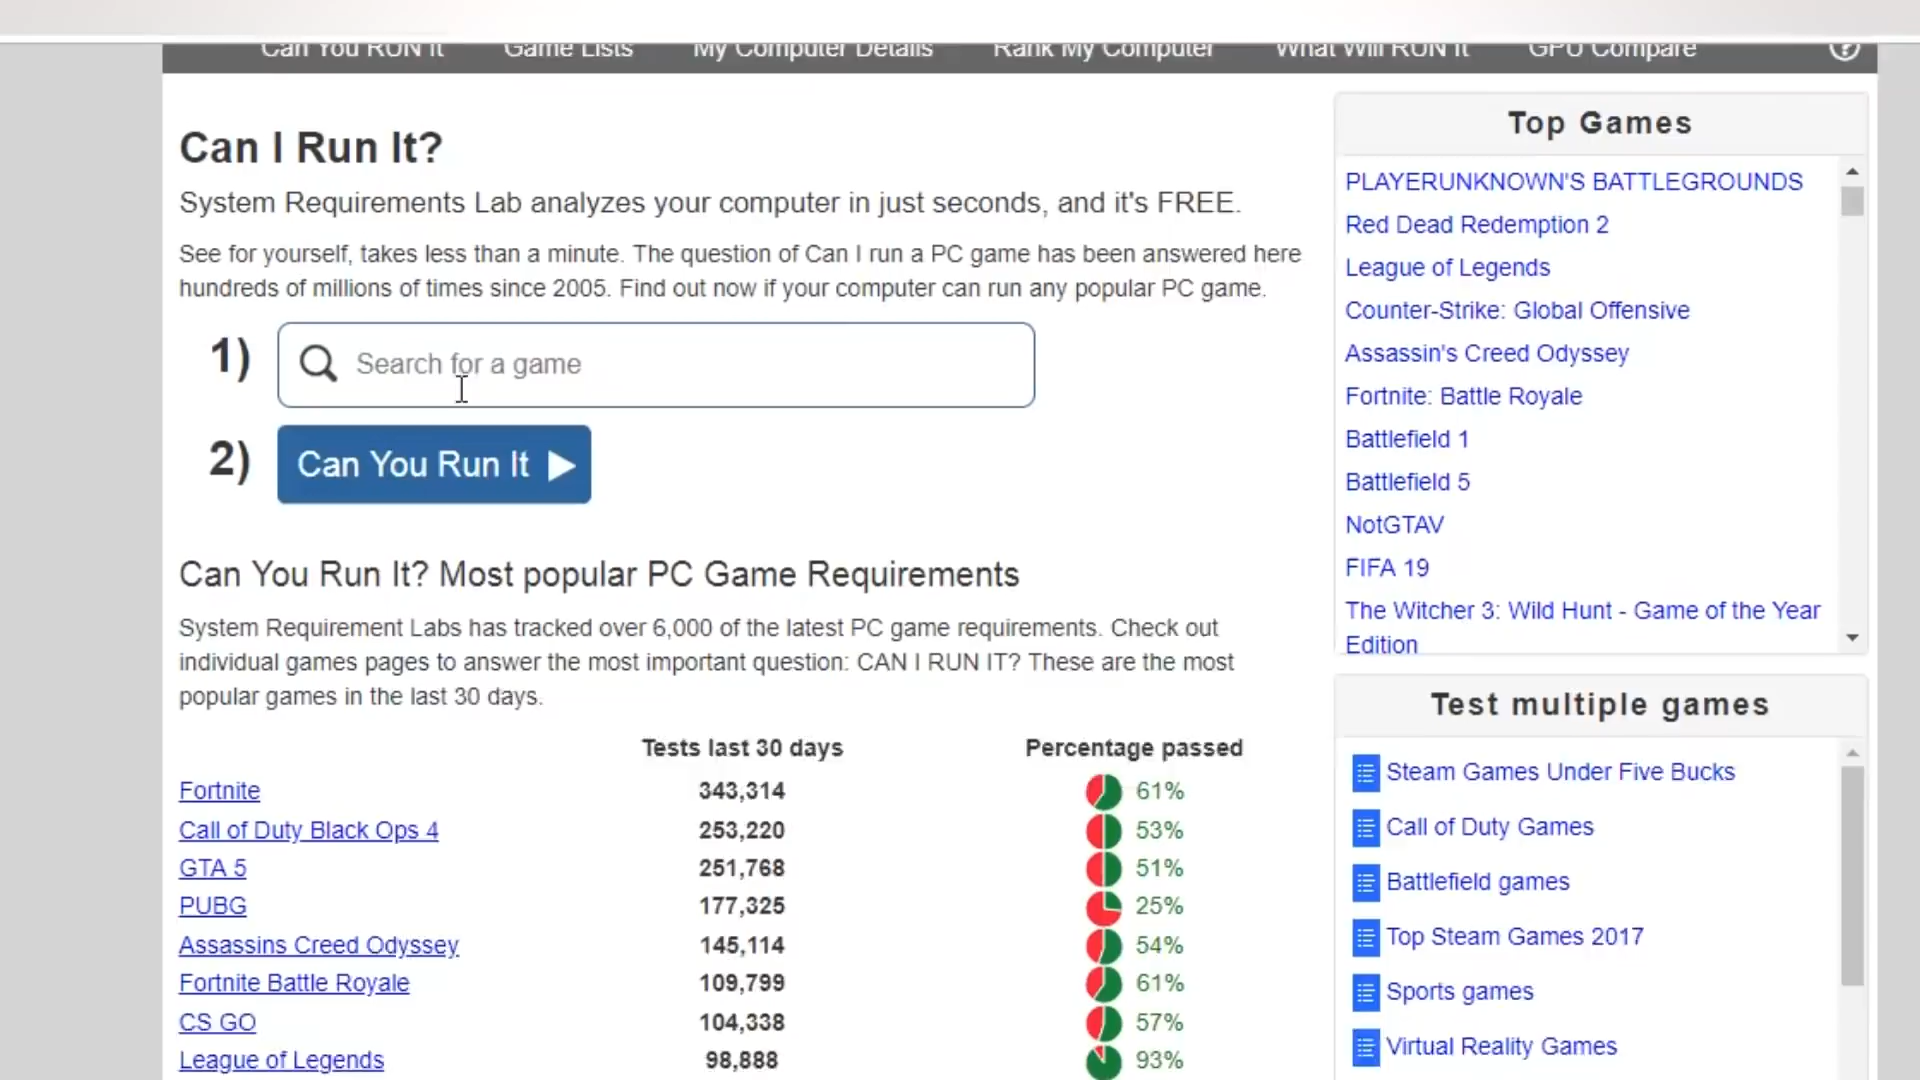 Can You RUN It Game Lists My Computer Details Rank My Computer What Will RUN It GPU Compare ?
Can I Run It?
System Requirements Lab analyzes your computer in just seconds, and it's FREE.
See for yourself, takes less than a minute. The question of Can I run a PC game has been answered here
hundreds of millions of times since 2005. Find out now if your computer can run any popular PC game.
1) Search for a game
2) Can You Run It
Can You Run It? Most popular PC Game Requirements
System Requirement Labs has tracked over 6,000 of the latest PC game requirements. Check out
individual games pages to answer the most important question: CAN I RUN IT? These are the most
popular games in the last 30 days.
Tests last 30 days Percentage passed
Fortnite 343,314 61%
Call of Duty Black Ops 4 253,220 53%
GTA 5 251,768 51%
PUBG 177,325 25%
Assassins Creed Odyssey 145,114 54%
Fortnite Battle Royale 109,799 61%
CS GO 104,338 57%
League of Legends 98,888 93%
Top Games
PLAYERUNKNOWN'S BATTLEGROUNDS
Red Dead Redemption 2
League of Legends
Counter-Strike: Global Offensive
Assassin's Creed Odyssey
Fortnite: Battle Royale
Battlefield 1
Battlefield 5
NotGTAV
FIFA 19
The Witcher 3: Wild Hunt - Game of the Year
Edition
Test multiple games
Steam Games Under Five Bucks
Call of Duty Games
Battlefield games
Top Steam Games 2017
Sports games
Virtual Reality Games